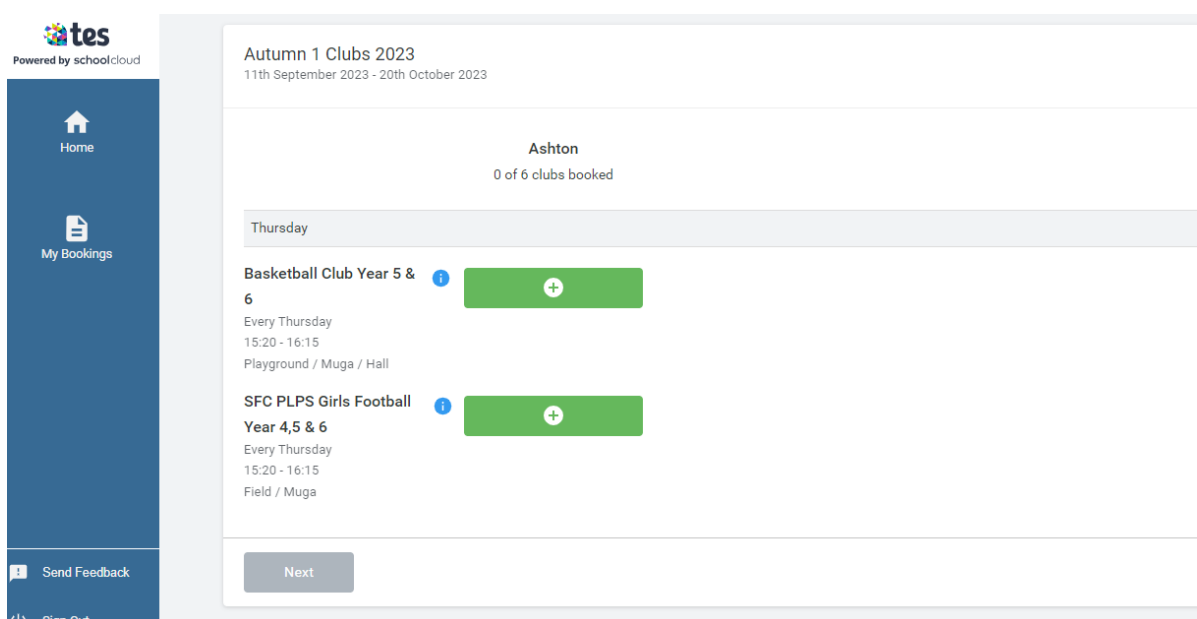 tes
Powered by schoolcloud
Home
My Bookings
Send Feedback
Sign Out
Autumn 1 Clubs 2023
11th September 2023 - 20th October 2023
Ashton
0 of 6 clubs booked
Thursday
Basketball Club Year 5 &
6
Every Thursday
15:20 - 16:15
Playground / Muga / Hall
SFC PLPS Girls Football
Year 4,5 & 6
Every Thursday
15:20 - 16:15
Field / Muga
Next